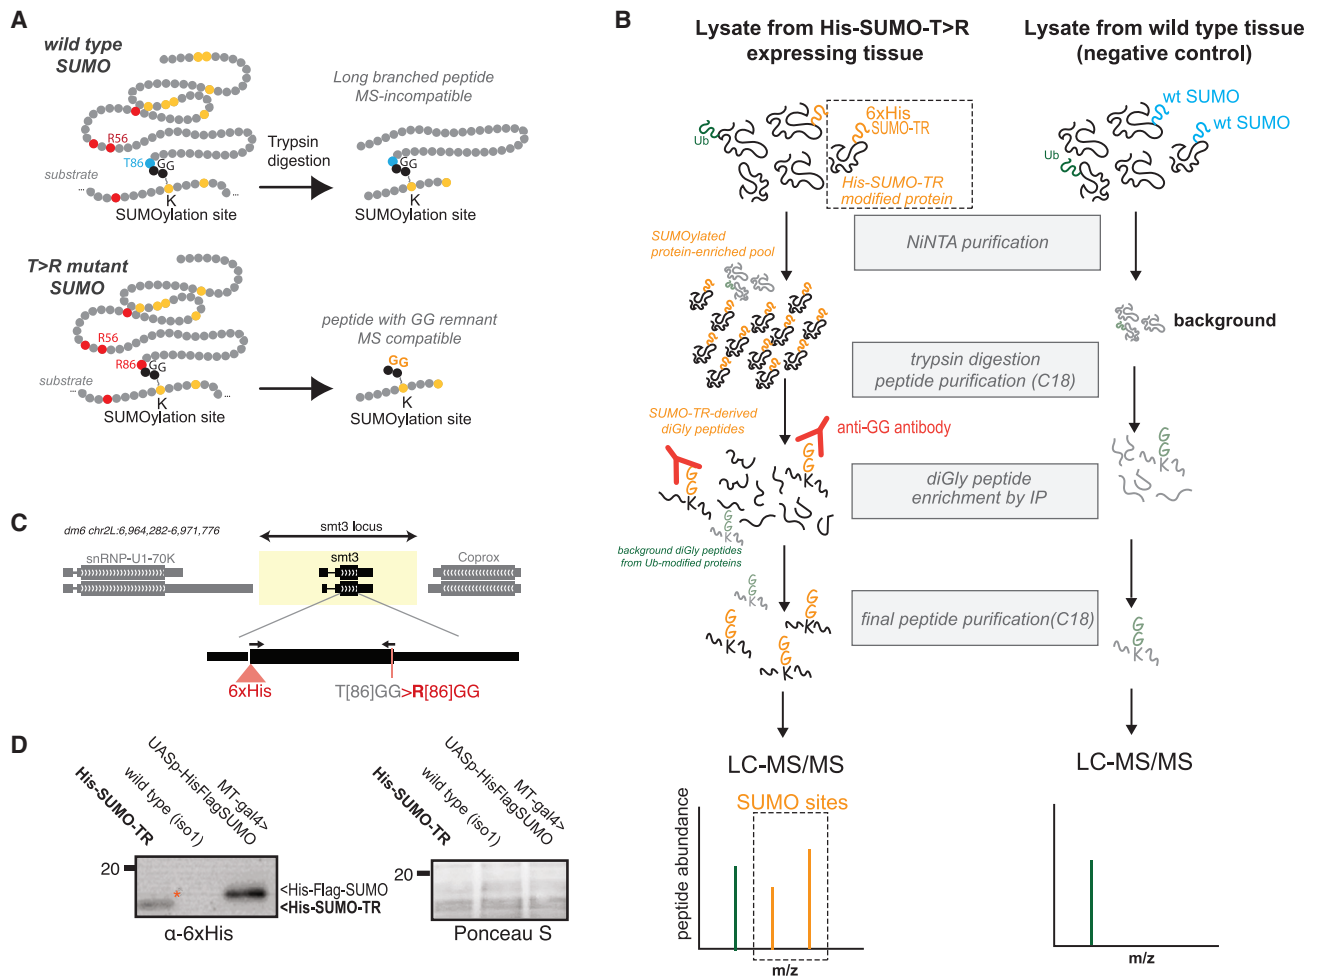 A
wild type
SUMO
R56
T86
GG
substrate
...
...
K
SUMOylation site
Trypsin
digestion
Long branched peptide
MS-incompatible
K
SUMOylation site
T>R mutant
SUMO
R56
R86
GG
substrate
...
...
K
SUMOylation site
peptide with GG remnant
MS compatible
GG
K
SUMOylation site
B
Lysate from His-SUMO-T>R
expressing tissue
Lysate from wild type tissue
(negative control)
Ub
6xHis
SUMO-TR
His-SUMO-TR
modified protein
wt SUMO
wt SUMO
Ub
NiNTA purification
SUMOylated
protein-enriched pool
background
trypsin digestion
peptide purification (C18)
SUMO-TR-derived
diGly peptides
anti-GG antibody
G
G
K
G
G
K
G
G
K
G
G
K
diGly peptide
enrichment by IP
background diGly peptides
from Ub-modified proteins
G
G
K
G
G
K
G
G
K
G
G
K
G
G
K
final peptide purification(C18)
LC-MS/MS
LC-MS/MS
SUMO sites
peptide abundance
m/z
m/z
C
dm6 chr2L:6,964,282-6,971,776
smt3 locus
snRNP-U1-70K
smt3
Coprox
6xHis
T[86]GG>R[86]GG
D
His-SUMO-TR
wild type (iso1)
UASp-HisFlagSUMO
MT-gal4>
20
*
<His-Flag-SUMO
<His-SUMO-TR
α-6xHis
His-SUMO-TR
wild type (iso1)
UASp-HisFlagSUMO
MT-gal4>
20
Ponceau S